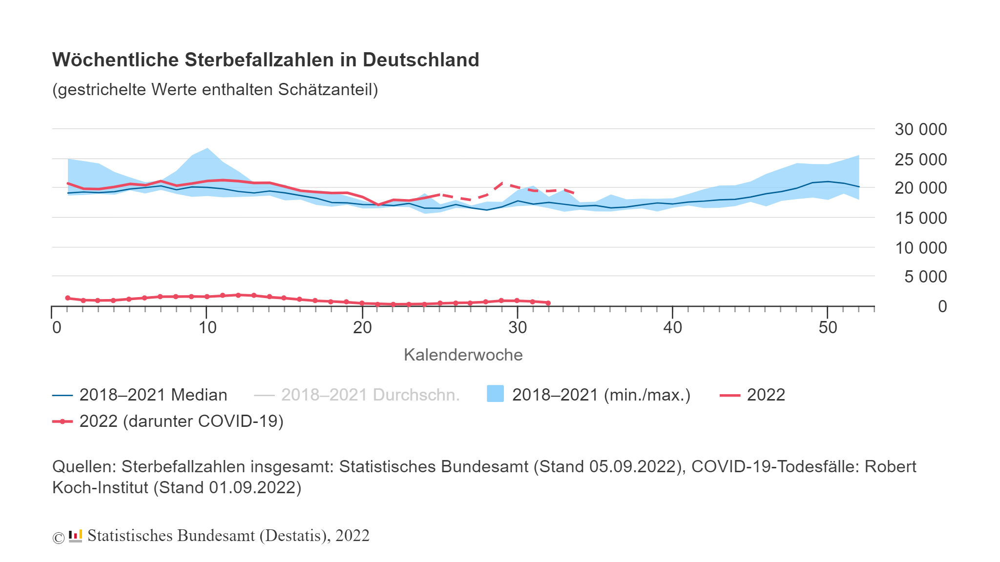 Wöchentliche Sterbefallzahlen in Deutschland
(gestrichelte Werte enthalten Schätzanteil)
30 000
25 000
20 000
15 000
10 000
5 000
0
0 10 20 30 40 50
Kalenderwoche
2018–2021 Median 2018–2021 Durchschn. 2018–2021 (min./max.) 2022
2022 (darunter COVID-19)
Quellen: Sterbefallzahlen insgesamt: Statistisches Bundesamt (Stand 05.09.2022), COVID-19-Todesfälle: Robert
Koch-Institut (Stand 01.09.2022)
© Statistisches Bundesamt (Destatis), 2022